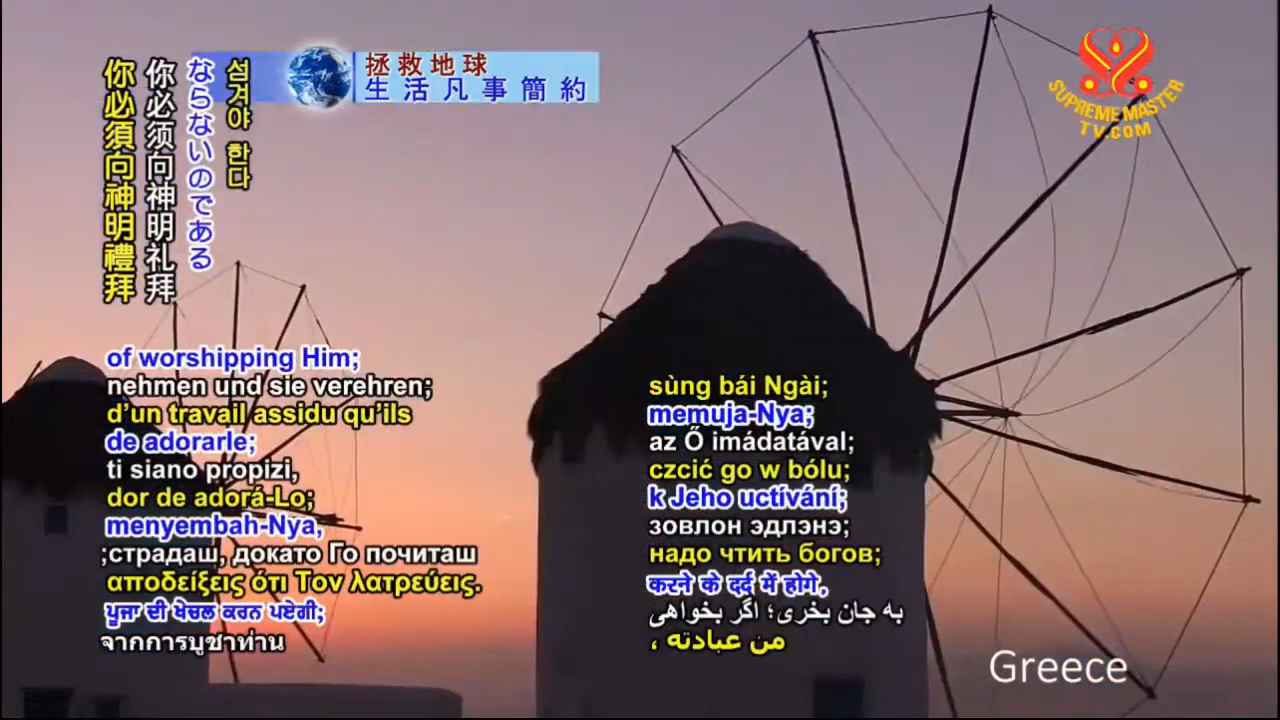 拯救地球
生活凡事簡約
SUPREME MASTER
TV.COM
섬겨야 한다
ならないのである
你必须向神明礼拜
你必須向神明禮拜
of worshipping Him;
nehmen und sie verehren;
d’un travail assidu qu’ils
de adorarle;
ti siano propizi,
dor de adorá-Lo;
menyembah-Nya,
;страдаш, докато Го почиташ
αποδείξεις ότι Τον λατρεύεις.
ਪੂਜਾ ਦੀ ਖੇਚਲ ਕਰਨ ਪਏਗੀ;
จากการบูชาท่าน
sùng bái Ngài;
memuja-Nya;
az Ő imádatával;
czcić go w bólu;
k Jeho uctívání;
зовлон эдлэнэ;
надо чтить богов;
करने के दर्द में होगे,
به جان بخری؛ اگر بخواهی
من عبادته ،
Greece